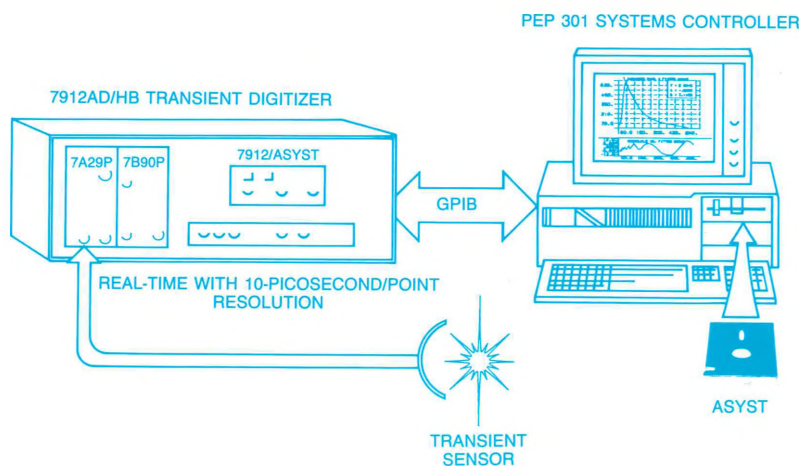 PEP 301 SYSTEMS CONTROLLER
7912AD/HB TRANSIENT DIGITIZER
7A29P
7B90P
7912/ASYST
GPIB
REAL-TIME WITH 10-PICOSECOND/POINT
RESOLUTION
ASYST
TRANSIENT
SENSOR